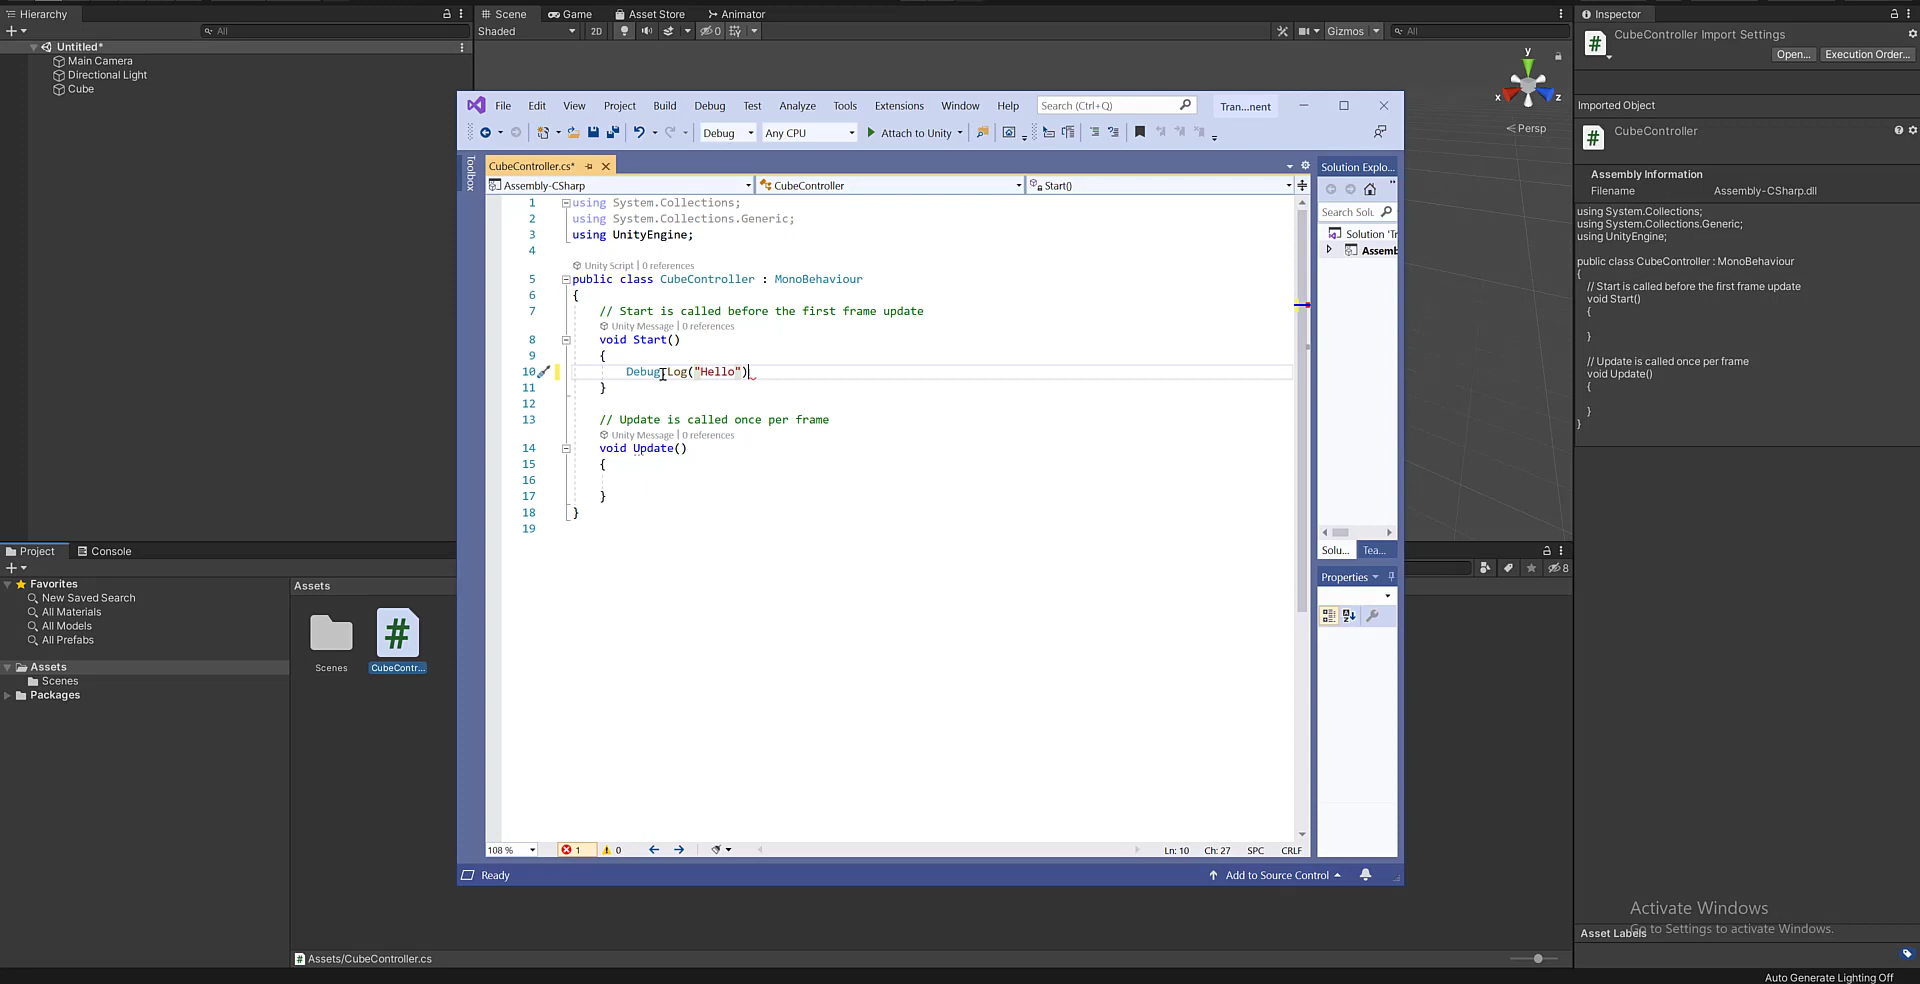 Hierarchy
Scene Game Asset Store Animator
Inspector
All
Shaded 2D 0 Gizmos All
CubeController Import Settings
Open... Execution Order...
Untitled*
Main Camera
Directional Light
Cube
y
x z
Persp
Imported Object
CubeController
Assembly Information
Filename Assembly-CSharp.dll
using System.Collections;
using System.Collections.Generic;
using UnityEngine;
public class CubeController : MonoBehaviour
{
// Start is called before the first frame update
void Start()
{
}
// Update is called once per frame
void Update()
{
}
}
File Edit View Project Build Debug Test Analyze Tools Extensions Window Help Search (Ctrl+Q) Tran...nent
Debug Any CPU Attach to Unity
Toolbox
CubeController.cs*
Assembly-CSharp CubeController Start()
1 using System.Collections;
2 using System.Collections.Generic;
3 using UnityEngine;
4
Unity Script | 0 references
5 public class CubeController : MonoBehaviour
6 {
7 // Start is called before the first frame update
Unity Message | 0 references
8 void Start()
9 {
10 Debug.Log("Hello")
11 }
12
13 // Update is called once per frame
Unity Message | 0 references
14 void Update()
15 {
16
17 }
18 }
19
Solution Explo...
Search Solu
Solution 'Tr
Assemb
Solu... Tea...
Properties
108 % 1 0 Ln: 10 Ch: 27 SPC CRLF
Ready Add to Source Control
Project Console
8
Favorites
New Saved Search
All Materials
All Models
All Prefabs
Assets
Scenes
Packages
Assets
Scenes CubeContr...
Assets/CubeController.cs
Activate Windows
Go to Settings to activate Windows.
Asset Labels
Auto Generate Lighting Off